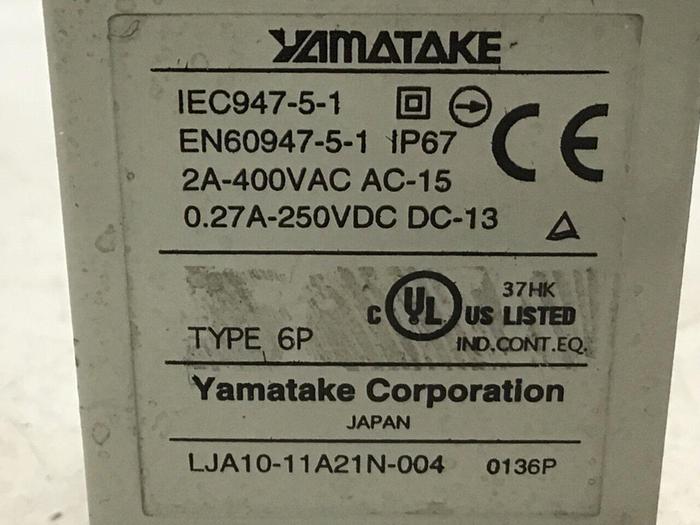 YAMATAKE
IEC947-5-1
EN60947-5-1 IP67
2A-400VAC AC-15
0.27A-250VDC DC-13
CE
37HK
C UL US LISTED
TYPE 6P IND.CONT.EQ.
Yamatake Corporation
JAPAN
LJA10-11A21N-004 0136P